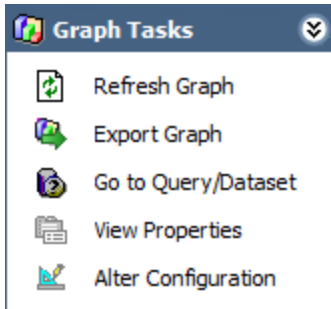 Graph Tasks
Refresh Graph
Export Graph
Go to Query/Dataset
View Properties
Alter Configuration